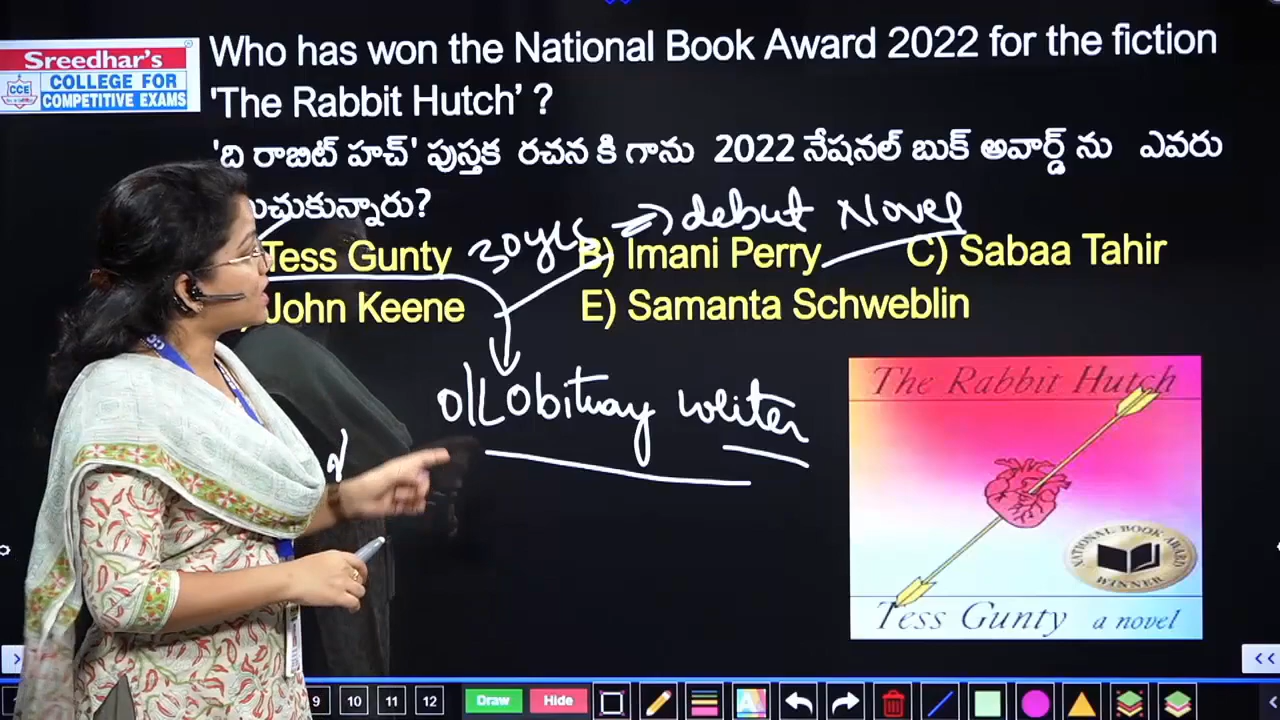 Sreedhar's
CCE
COLLEGE FOR
COMPETITIVE EXAMS
Who has won the National Book Award 2022 for the fiction
'The Rabbit Hutch' ?
'ది రాబిట్ హచ్' పుస్తక రచన కి గాను 2022 నేషనల్ బుక్ అవార్డ్ ను ఎవరు
30yrs => debut Novel
Tess Gunty B) Imani Perry C) Sabaa Tahir
John Keene E) Samanta Schweblin
Obituary writer
The Rabbit Hutch
NATIONAL BOOK AWARD
WINNER
Tess Gunty a novel
9 10 11 12 Draw Hide